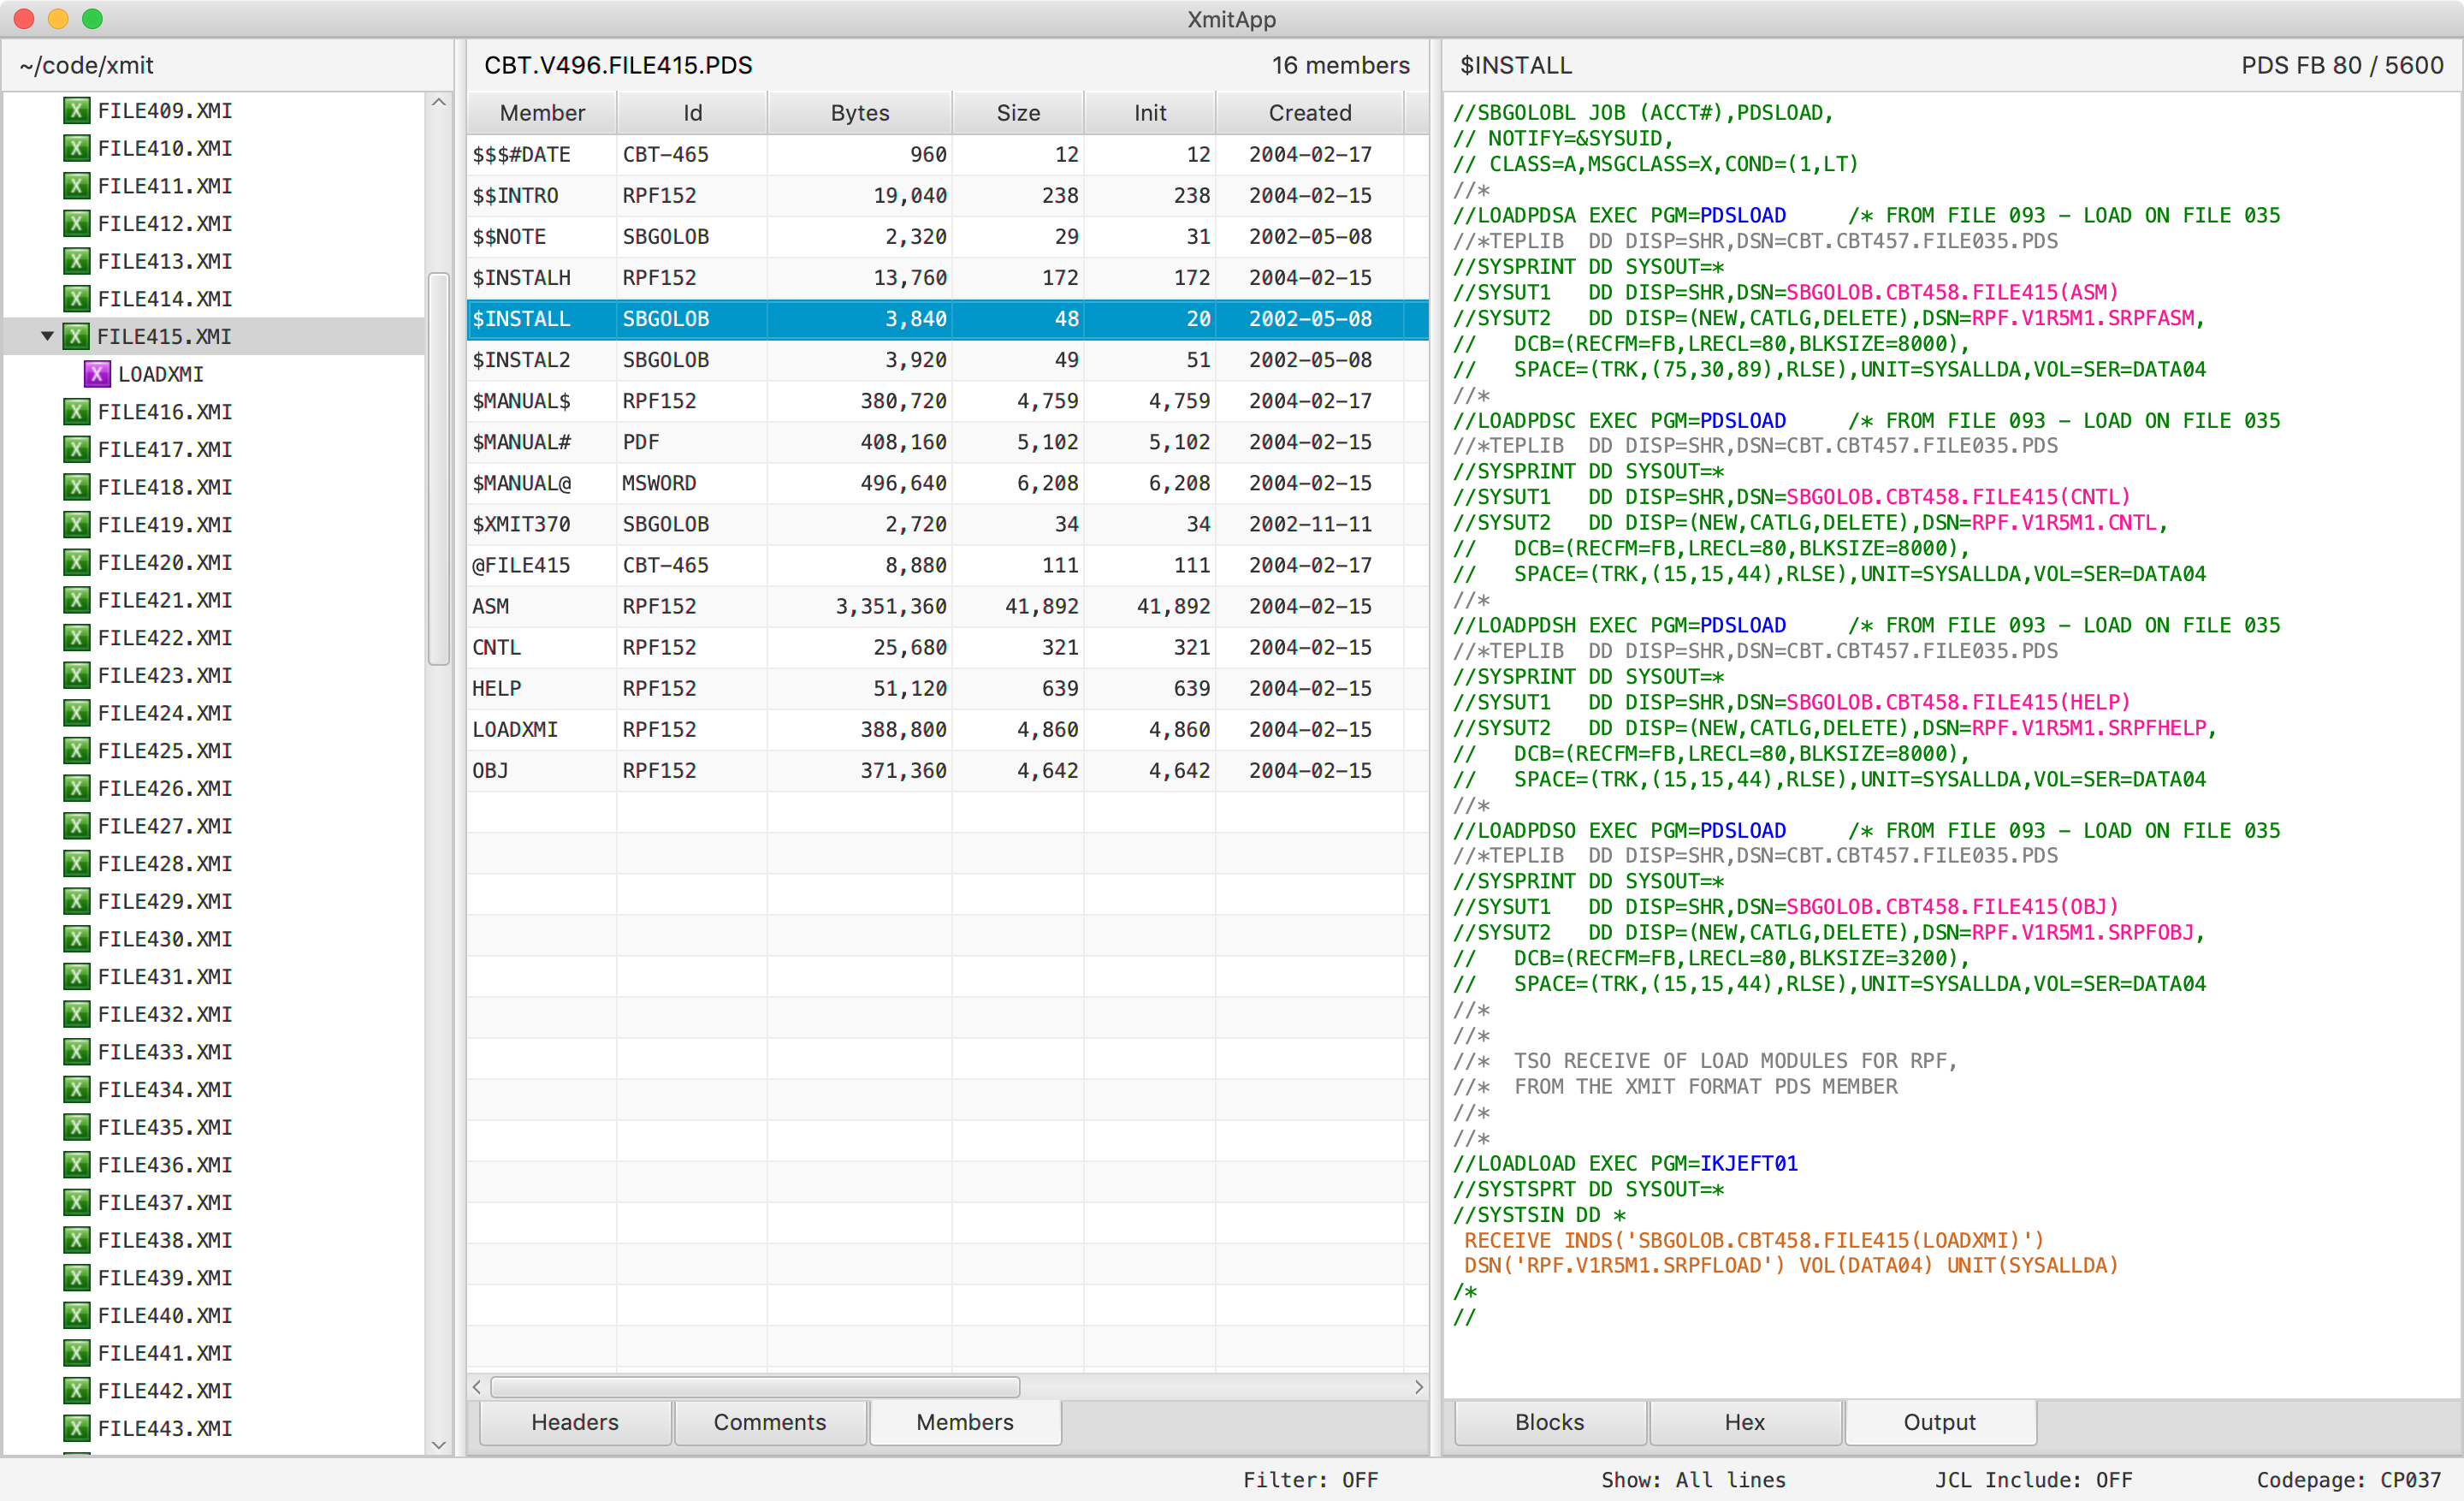 XmitApp
~/code/xmit
FILE409.XMI
FILE410.XMI
FILE411.XMI
FILE412.XMI
FILE413.XMI
FILE414.XMI
FILE415.XMI
LOADXMI
FILE416.XMI
FILE417.XMI
FILE418.XMI
FILE419.XMI
FILE420.XMI
FILE421.XMI
FILE422.XMI
FILE423.XMI
FILE424.XMI
FILE425.XMI
FILE426.XMI
FILE427.XMI
FILE428.XMI
FILE429.XMI
FILE430.XMI
FILE431.XMI
FILE432.XMI
FILE433.XMI
FILE434.XMI
FILE435.XMI
FILE436.XMI
FILE437.XMI
FILE438.XMI
FILE439.XMI
FILE440.XMI
FILE441.XMI
FILE442.XMI
FILE443.XMI
CBT.V496.FILE415.PDS 16 members
Member Id Bytes Size Init Created
$$$#DATE CBT-465 960 12 12 2004-02-17
$$INTRO RPF152 19,040 238 238 2004-02-15
$$NOTE SBGOLOB 2,320 29 31 2002-05-08
$INSTALH RPF152 13,760 172 172 2004-02-15
$INSTALL SBGOLOB 3,840 48 20 2002-05-08
$INSTAL2 SBGOLOB 3,920 49 51 2002-05-08
$MANUAL$ RPF152 380,720 4,759 4,759 2004-02-17
$MANUAL# PDF 408,160 5,102 5,102 2004-02-15
$MANUAL@ MSWORD 496,640 6,208 6,208 2004-02-15
$XMIT370 SBGOLOB 2,720 34 34 2002-11-11
@FILE415 CBT-465 8,880 111 111 2004-02-17
ASM RPF152 3,351,360 41,892 41,892 2004-02-15
CNTL RPF152 25,680 321 321 2004-02-15
HELP RPF152 51,120 639 639 2004-02-15
LOADXMI RPF152 388,800 4,860 4,860 2004-02-15
OBJ RPF152 371,360 4,642 4,642 2004-02-15
Headers Comments Members
$INSTALL PDS FB 80 / 5600
//SBGOLOBL JOB (ACCT#),PDSLOAD,
// NOTIFY=&SYSUID,
// CLASS=A,MSGCLASS=X,COND=(1,LT)
//*
//LOADPDSA EXEC PGM=PDSLOAD     /* FROM FILE 093 - LOAD ON FILE 035
//*TEPLIB  DD DISP=SHR,DSN=CBT.CBT457.FILE035.PDS
//SYSPRINT DD SYSOUT=*
//SYSUT1   DD DISP=SHR,DSN=SBGOLOB.CBT458.FILE415(ASM)
//SYSUT2   DD DISP=(NEW,CATLG,DELETE),DSN=RPF.V1R5M1.SRPFASM,
//   DCB=(RECFM=FB,LRECL=80,BLKSIZE=8000),
//   SPACE=(TRK,(75,30,89),RLSE),UNIT=SYSALLDA,VOL=SER=DATA04
//*
//LOADPDSC EXEC PGM=PDSLOAD     /* FROM FILE 093 - LOAD ON FILE 035
//*TEPLIB  DD DISP=SHR,DSN=CBT.CBT457.FILE035.PDS
//SYSPRINT DD SYSOUT=*
//SYSUT1   DD DISP=SHR,DSN=SBGOLOB.CBT458.FILE415(CNTL)
//SYSUT2   DD DISP=(NEW,CATLG,DELETE),DSN=RPF.V1R5M1.CNTL,
//   DCB=(RECFM=FB,LRECL=80,BLKSIZE=8000),
//   SPACE=(TRK,(15,15,44),RLSE),UNIT=SYSALLDA,VOL=SER=DATA04
//*
//LOADPDSH EXEC PGM=PDSLOAD     /* FROM FILE 093 - LOAD ON FILE 035
//*TEPLIB  DD DISP=SHR,DSN=CBT.CBT457.FILE035.PDS
//SYSPRINT DD SYSOUT=*
//SYSUT1   DD DISP=SHR,DSN=SBGOLOB.CBT458.FILE415(HELP)
//SYSUT2   DD DISP=(NEW,CATLG,DELETE),DSN=RPF.V1R5M1.SRPFHELP,
//   DCB=(RECFM=FB,LRECL=80,BLKSIZE=8000),
//   SPACE=(TRK,(15,15,44),RLSE),UNIT=SYSALLDA,VOL=SER=DATA04
//*
//LOADPDSO EXEC PGM=PDSLOAD     /* FROM FILE 093 - LOAD ON FILE 035
//*TEPLIB  DD DISP=SHR,DSN=CBT.CBT457.FILE035.PDS
//SYSPRINT DD SYSOUT=*
//SYSUT1   DD DISP=SHR,DSN=SBGOLOB.CBT458.FILE415(OBJ)
//SYSUT2   DD DISP=(NEW,CATLG,DELETE),DSN=RPF.V1R5M1.SRPFOBJ,
//   DCB=(RECFM=FB,LRECL=80,BLKSIZE=3200),
//   SPACE=(TRK,(15,15,44),RLSE),UNIT=SYSALLDA,VOL=SER=DATA04
//*
//*
//*  TSO RECEIVE OF LOAD MODULES FOR RPF,
//*  FROM THE XMIT FORMAT PDS MEMBER
//*
//*
//LOADLOAD EXEC PGM=IKJEFT01
//SYSTSPRT DD SYSOUT=*
//SYSTSIN DD *
 RECEIVE INDS('SBGOLOB.CBT458.FILE415(LOADXMI)')
 DSN('RPF.V1R5M1.SRPFLOAD') VOL(DATA04) UNIT(SYSALLDA)
/*
//
Blocks Hex Output
Filter: OFF Show: All lines JCL Include: OFF Codepage: CP037